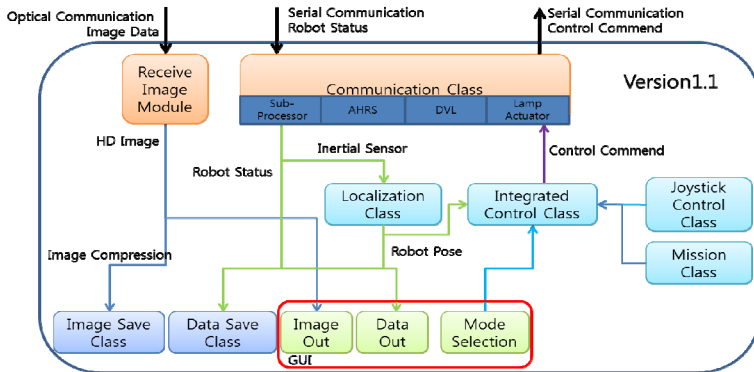 Optical Communication
Image Data
Serial Communication
Robot Status
Serial Communication
Control Commend
Receive
Image
Module
Communication Class
Sub-
Processor
AHRS
DVL
Lamp
Actuator
Version1.1
HD Image
Robot Status
Inertial Sensor
Control Commend
Localization
Class
Integrated
Control Class
Joystick
Control
Class
Robot Pose
Mission
Class
Image Compression
Image Save
Class
Data Save
Class
Image
Out
Data
Out
Mode
Selection
GUI